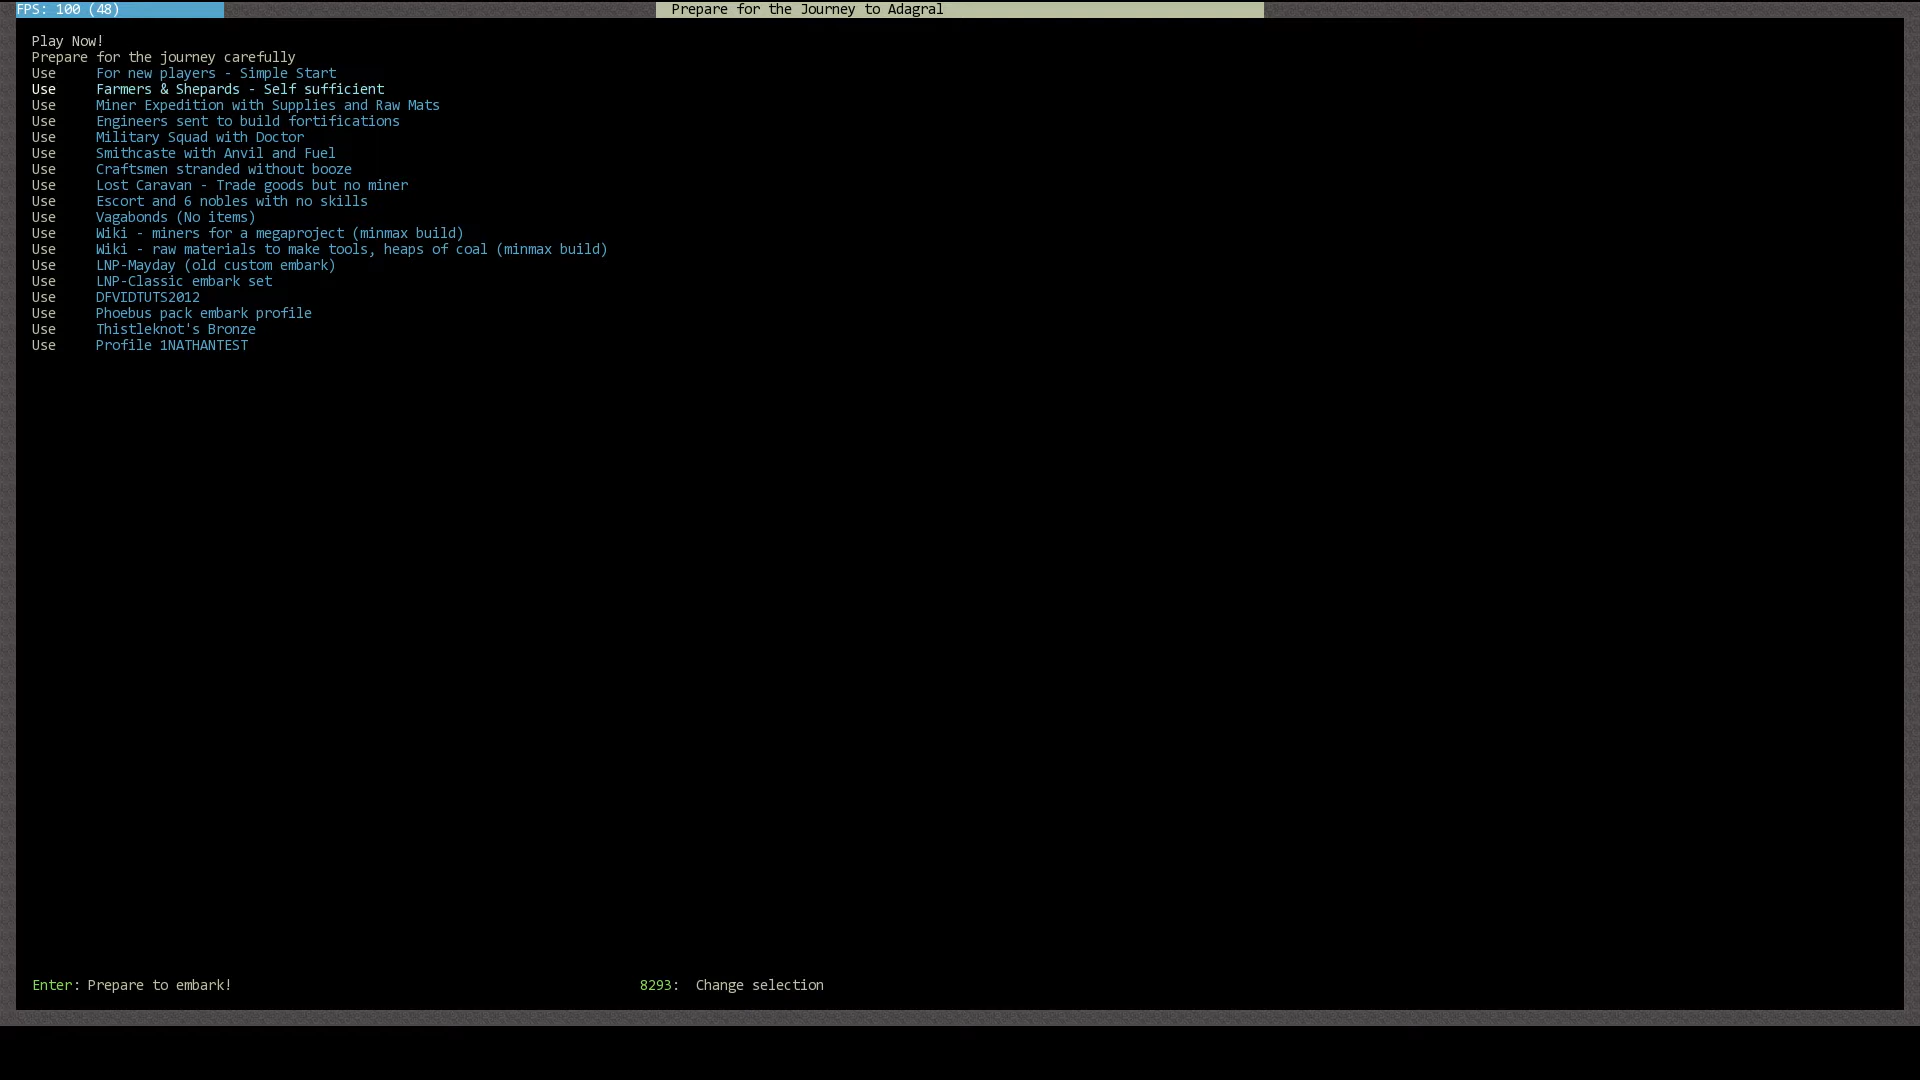 FPS: 100 (48)
Prepare for the Journey to Adagral
Play Now!
Prepare for the journey carefully
Use For new players - Simple Start
Use Farmers & Shepards - Self sufficient
Use Miner Expedition with Supplies and Raw Mats
Use Engineers sent to build fortifications
Use Military Squad with Doctor
Use Smithcaste with Anvil and Fuel
Use Craftsmen stranded without booze
Use Lost Caravan - Trade goods but no miner
Use Escort and 6 nobles with no skills
Use Vagabonds (No items)
Use Wiki - miners for a megaproject (minmax build)
Use Wiki - raw materials to make tools, heaps of coal (minmax build)
Use LNP-Mayday (old custom embark)
Use LNP-Classic embark set
Use DFVIDTUTS2012
Use Phoebus pack embark profile
Use Thistleknot's Bronze
Use Profile 1NATHANTEST
Enter: Prepare to embark!
8293: Change selection